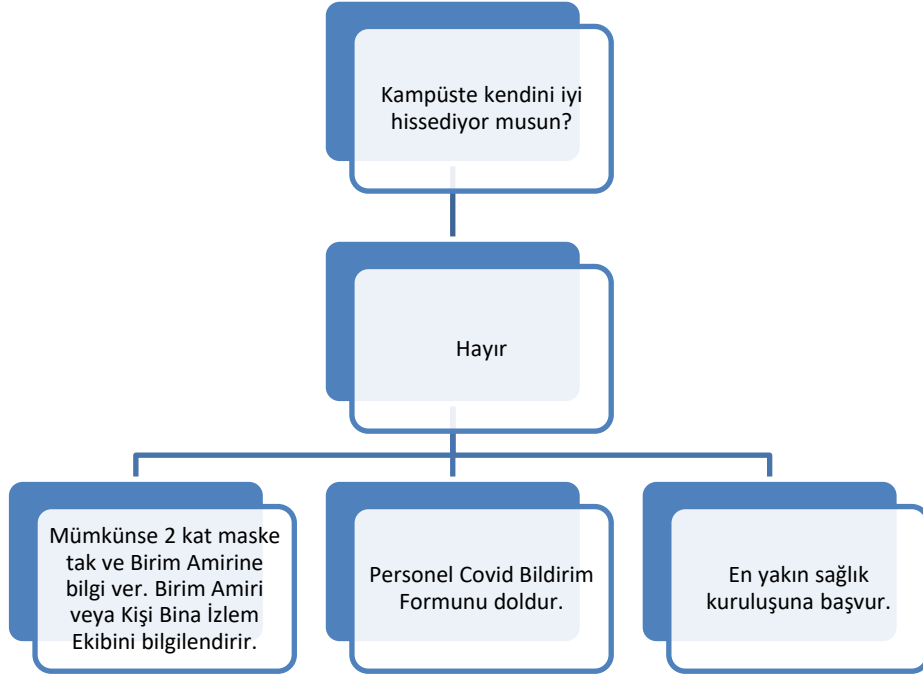 Kampüste kendini iyi
hissediyor musun?
Hayır
Mümkünse 2 kat maske
tak ve Birim Amirine
bilgi ver. Birim Amiri
veya Kişi Bina İzlem
Ekibini bilgilendirir.
Personel Covid Bildirim
Formunu doldur.
En yakın sağlık
kuruluşuna başvur.